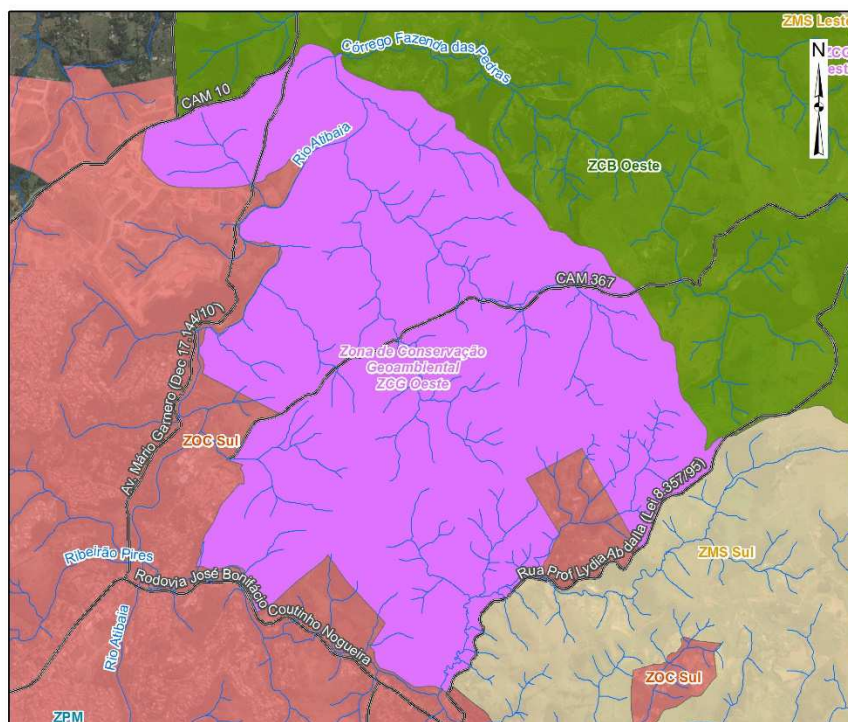 ZMS Leste
Córrego Fazenda das Pedras
N
ZCG
CAM 10
Rio Atibaia
ZCB Oeste
CAM 367
Av. Mário Garnero (Dec 17.144/10)
Zona de Conservação
Geoambiental
ZCG Oeste
ZOC Sul
Rua Prof Lydia Abdalla (Lei 8.357/95)
ZMS Sul
Ribeirão Pires
Rodovia José Bonifácio Coutinho Nogueira
Rio Atibaia
ZOC Sul
ZPM